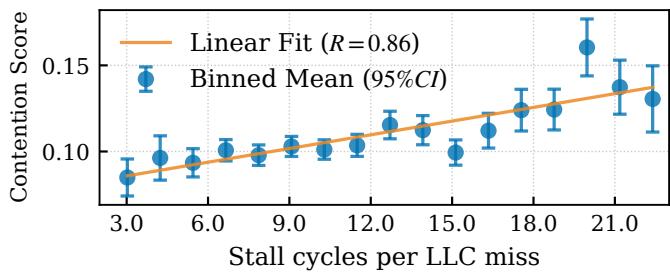 Contention Score
0.15
0.10
Linear Fit (R=0.86)
Binned Mean (95%CI)
3.0 6.0 9.0 12.0 15.0 18.0 21.0
Stall cycles per LLC miss